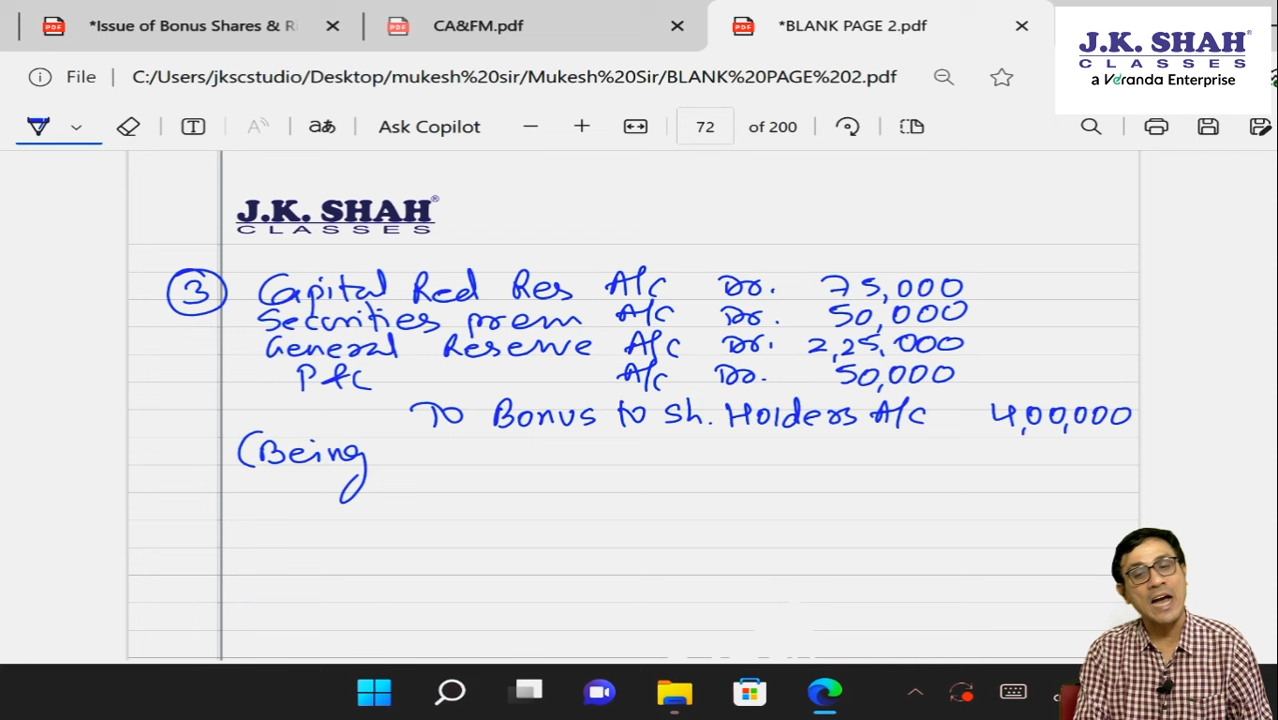 *Issue of Bonus Shares & Ri
CA&FM.pdf
*BLANK PAGE 2.pdf
J.K. SHAH®
CLASSES
a Veranda Enterprise
File
C:/Users/jkscstudio/Desktop/mukesh%20sir/Mukesh%20Sir/BLANK%20PAGE%202.pdf
Ask Copilot
72 of 200
J.K. SHAH®
CLASSES
3 Capital Red Res A/c Dr. 75,000
Securities prem A/c Dr. 50,000
General Reserve A/c Dr. 2,25,000
P&L A/c Dr. 50,000
To Bonus to Sh. Holders A/c 4,00,000
(Being